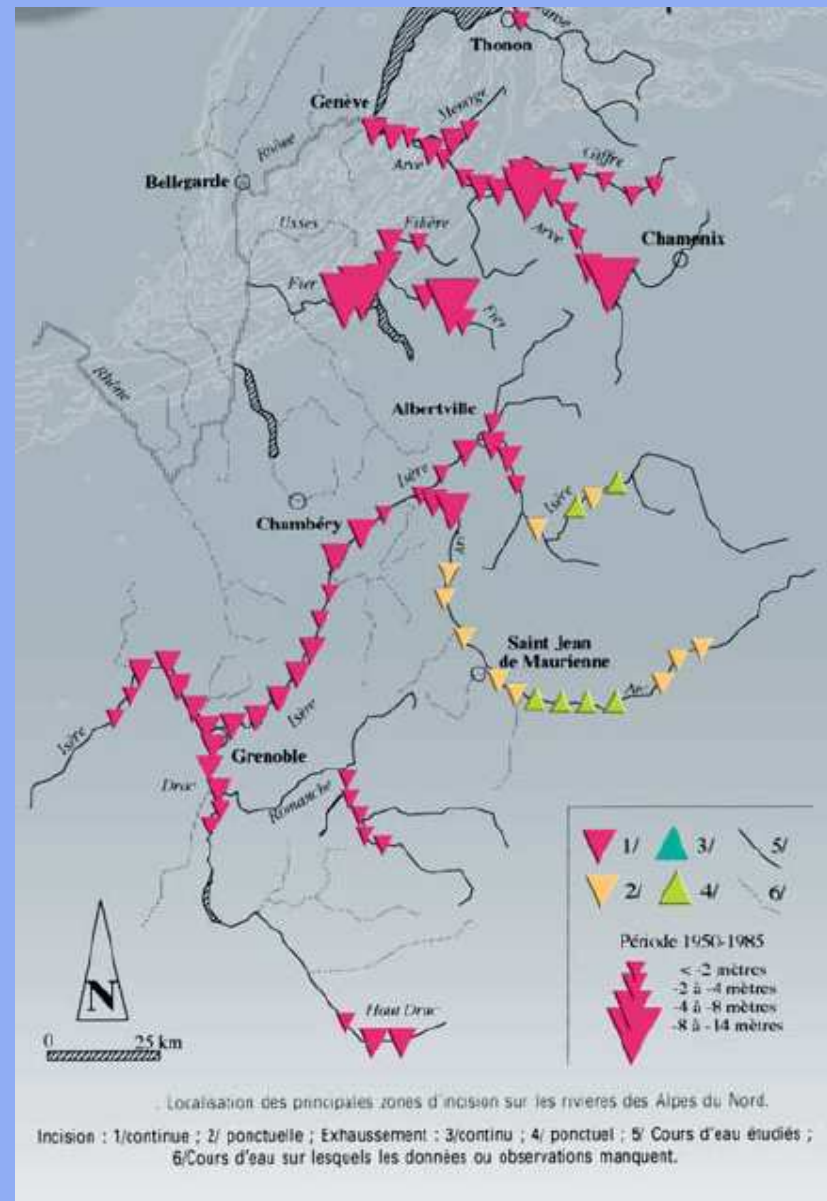 Thonon
Genève
Menoge
Rhône
Arve
Giffre
Bellegarde
Usses
Filière
Arve
Chamonix
Fier
Fier
Rhône
Albertville
Isère
Isère
Chambéry
Arc
Saint Jean
de Maurienne
Arc
Isère
Isère
Grenoble
Drac
Romanche
1/ 3/ 5/
2/ 4/ 6/
Période 1950-1985
< -2 mètres
-2 à -4 mètres
-4 à -8 mètres
-8 à -14 mètres
N
Haut Drac
0 25 km
Localisation des principales zones d'incision sur les rivieres des Alpes du Nord.
Incision : 1/continue ; 2/ ponctuelle ; Exhaussement : 3/continu ; 4/ ponctuel ; 5/ Cours d'eau étudiés ;
6/Cours d'eau sur lesquels les données ou observations manquent.